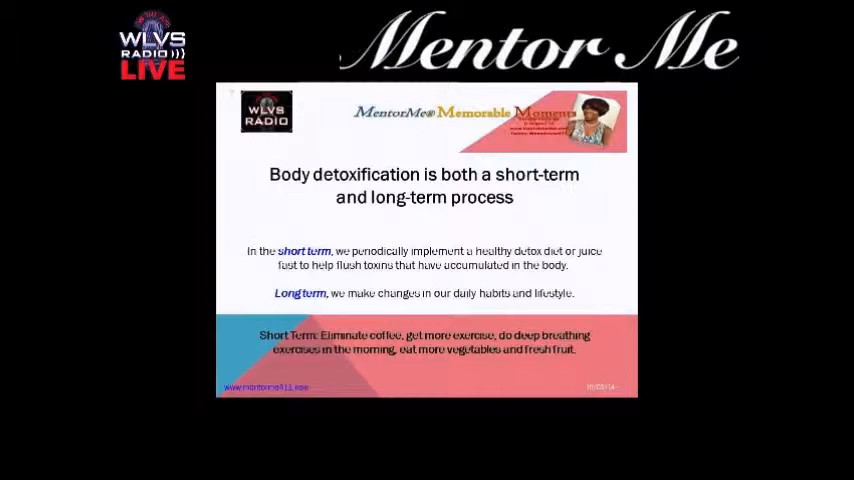 ON THE AIR
WLVS
RADIO
LIVE
Mentor Me
WLVS
RADIO
MentorMe® Memorable Moments
Body detoxification is both a short-term
and long-term process
In the short term, we periodically implement a healthy detox diet or juice
fast to help flush toxins that have accumulated in the body.
Long term, we make changes in our daily habits and lifestyle.
Short Term: Eliminate coffee, get more exercise, do deep breathing
exercises in the morning, eat more vegetables and fresh fruit.